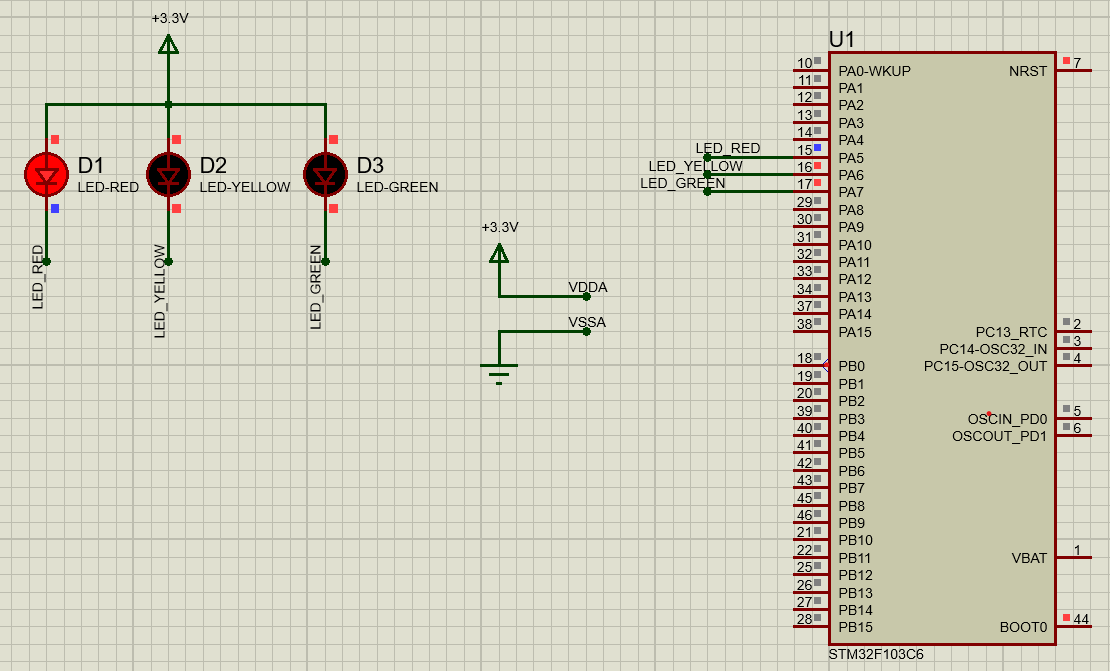 +3.3V
D1
LED-RED
D2
LED-YELLOW
D3
LED-GREEN
LED_RED
LED_YELLOW
LED_GREEN
+3.3V
VDDA
VSSA
LED_RED
LED_YELLOW
LED_GREEN
U1
10 PA0-WKUP
11 PA1
12 PA2
13 PA3
14 PA4
15 PA5
16 PA6
17 PA7
29 PA8
30 PA9
31 PA10
32 PA11
33 PA12
34 PA13
37 PA14
38 PA15
18 PB0
19 PB1
20 PB2
39 PB3
40 PB4
41 PB5
42 PB6
43 PB7
45 PB8
46 PB9
21 PB10
22 PB11
25 PB12
26 PB13
27 PB14
28 PB15
NRST 7
PC13_RTC 2
PC14-OSC32_IN 3
PC15-OSC32_OUT 4
OSCIN_PD0 5
OSCOUT_PD1 6
VBAT 1
BOOT0 44
STM32F103C6